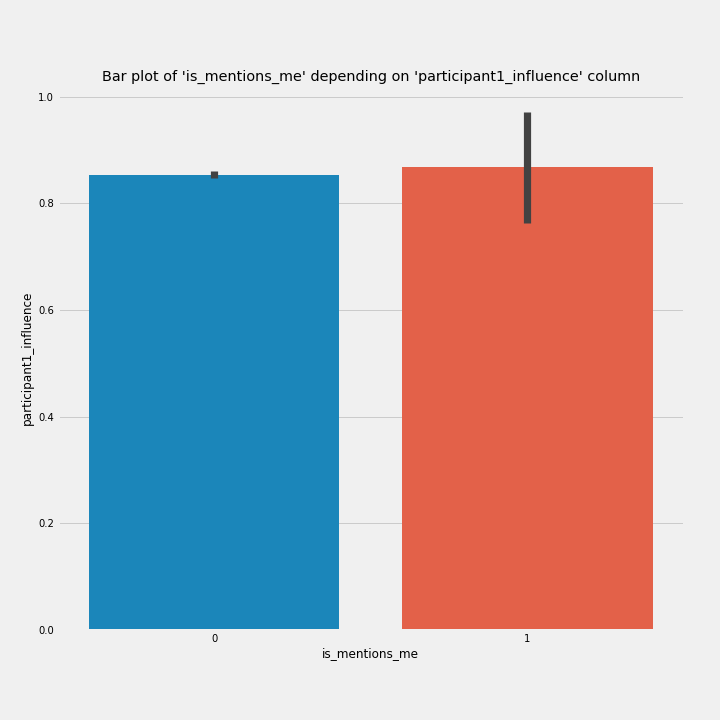 Bar plot of 'is_mentions_me' depending on 'participant1_influence' column
1.0
0.8
0.6
0.4
0.2
0.0
participant1_influence
0
1
is_mentions_me